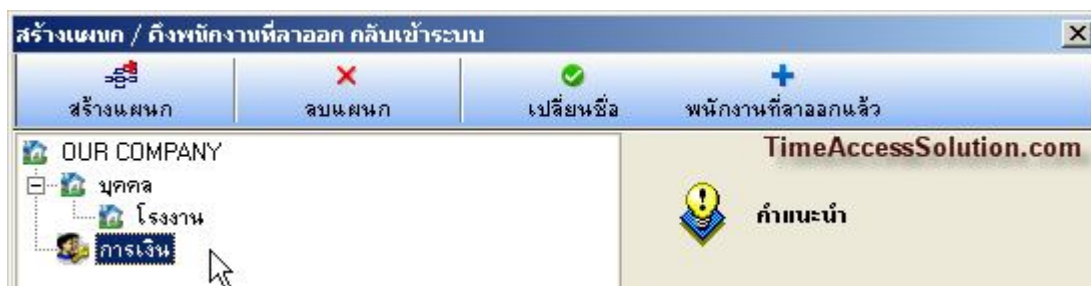 สร้างแผนก / ดึงพนักงานที่ลาออก กลับเข้าระบบ
สร้างแผนก ลบแผนก เปลี่ยนชื่อ พนักงานที่ลาออกแล้ว
OUR COMPANY
TimeAccessSolution.com
บุคคล
โรงงาน
คำแนะนำ
การเงิน